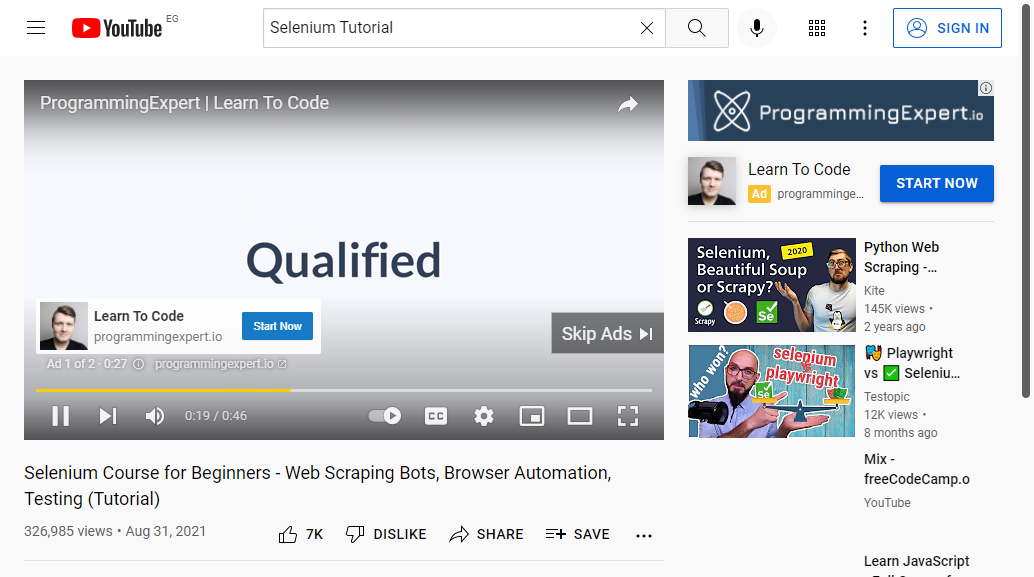 YouTube EG
Selenium Tutorial
SIGN IN
ProgrammingExpert | Learn To Code
Qualified
Learn To Code
programmingexpert.io
Start Now
Skip Ads
Ad 1 of 2 · 0:27 programmingexpert.io
0:19 / 0:46
CC
Selenium Course for Beginners - Web Scraping Bots, Browser Automation,
Testing (Tutorial)
326,985 views • Aug 31, 2021
7K DISLIKE SHARE SAVE
ProgrammingExpert.io
Learn To Code
Ad programminge...
START NOW
Selenium, 2020
Beautiful Soup
or Scrapy?
Scrapy
Se
Python Web
Scraping -...
Kite
145K views •
2 years ago
who won?
selenium
vs
playwright
Se
Playwright
vs ✅ Seleniu...
Testopic
12K views •
8 months ago
Mix -
freeCodeCamp.o
YouTube
Learn JavaScript